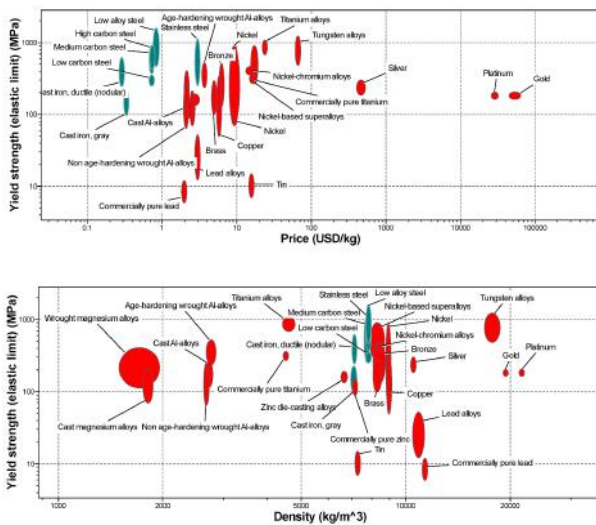 Low alloy steel
High carbon steel
Medium carbon steel
Low carbon steel
Cast iron, ductile (nodular)
Cast iron, gray
Age-hardening wrought Al-alloys
Stainless steel
Bronze
Nickel
Titanium alloys
Tungsten alloys
Silver
Platinum
Gold
Nickel-chromium alloys
Commercially pure titanium
Nickel-based superalloys
Nickel
Cast Al-alloys
Brass
Copper
Non age-hardening wrought Al-alloys
Lead alloys
Tin
Commercially pure lead
Yield strength (elastic limit) (MPa)
1000
100
10
0.1
1
10
100
1000
10000
100000
Price (USD/kg)
Titanium alloys
Age-hardening wrought Al-alloys
Wrought magnesium alloys
Cast Al-alloys
Stainless steel
Low alloy steel
Medium carbon steel
Nickel-based superalloys
Low carbon steel
Nickel
Cast iron, ductile (nodular)
Nickel-chromium alloys
Bronze
Silver
Tungsten alloys
Gold
Platinum
Commercially pure titanium
Zinc die-casting alloys
Cast iron, gray
Brass
Copper
Cast magnesium alloys
Non age-hardening wrought Al-alloys
Commercially pure zinc
Lead alloys
Tin
Commercially pure lead
Yield strength (elastic limit) (MPa)
1000
100
10
1000
2000
5000
10000
20000
Density (kg/m^3)